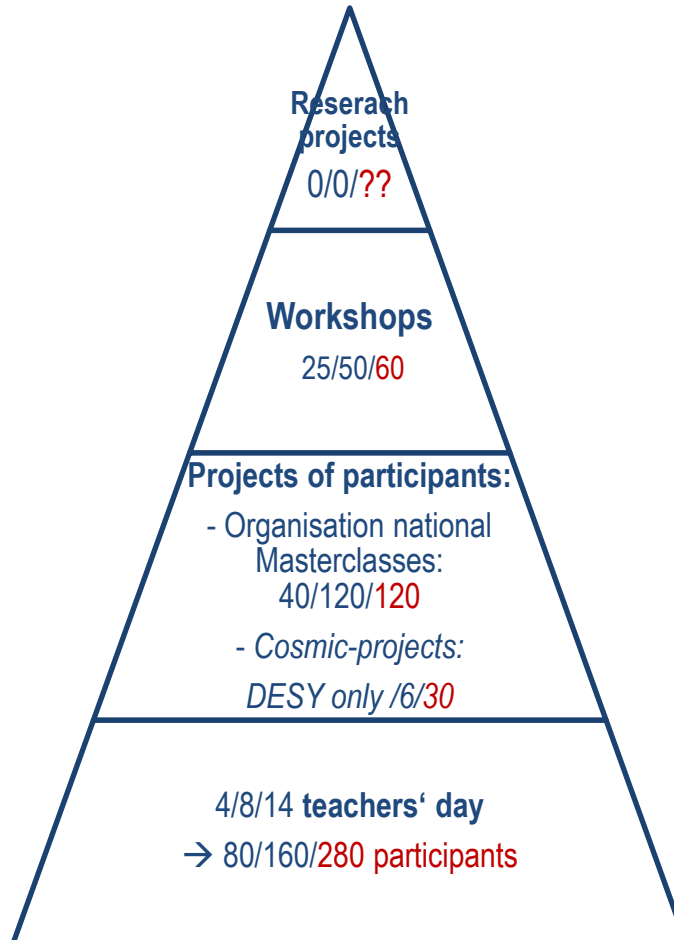 Reserach
projects
0/0/??
Workshops
25/50/60
Projects of participants:
- Organisation national
Masterclasses:
40/120/120
- Cosmic-projects:
DESY only /6/30
4/8/14 teachers‘ day
→ 80/160/280 participants